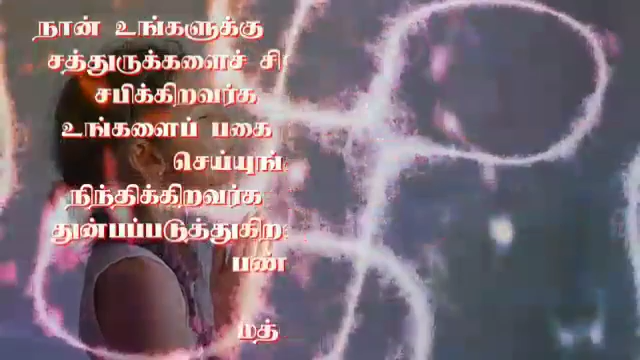 நான் உங்களுக்கு
சத்துருக்களைச்
சபிக்கிறவர்க
உங்களைப் பகை
செய்யுங்
நிந்திக்கிறவர்க
துன்பப்படுத்துகிற
பண்
மத்